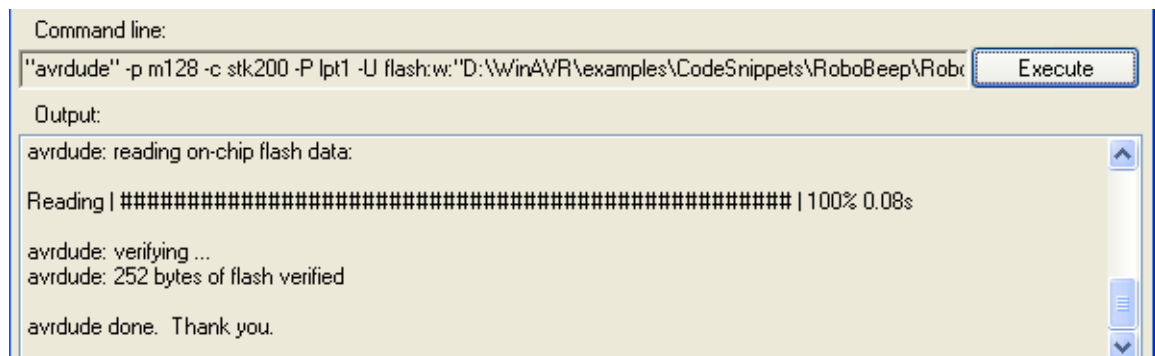 Command line:
"avrdude" -p m128 -c stk200 -P lpt1 -U flash:w:"D:\WinAVR\examples\CodeSnippets\RoboBeep\Robo
Execute
Output:
avrdude: reading on-chip flash data:
Reading | ################################################## | 100% 0.08s
avrdude: verifying ...
avrdude: 252 bytes of flash verified
avrdude done.  Thank you.